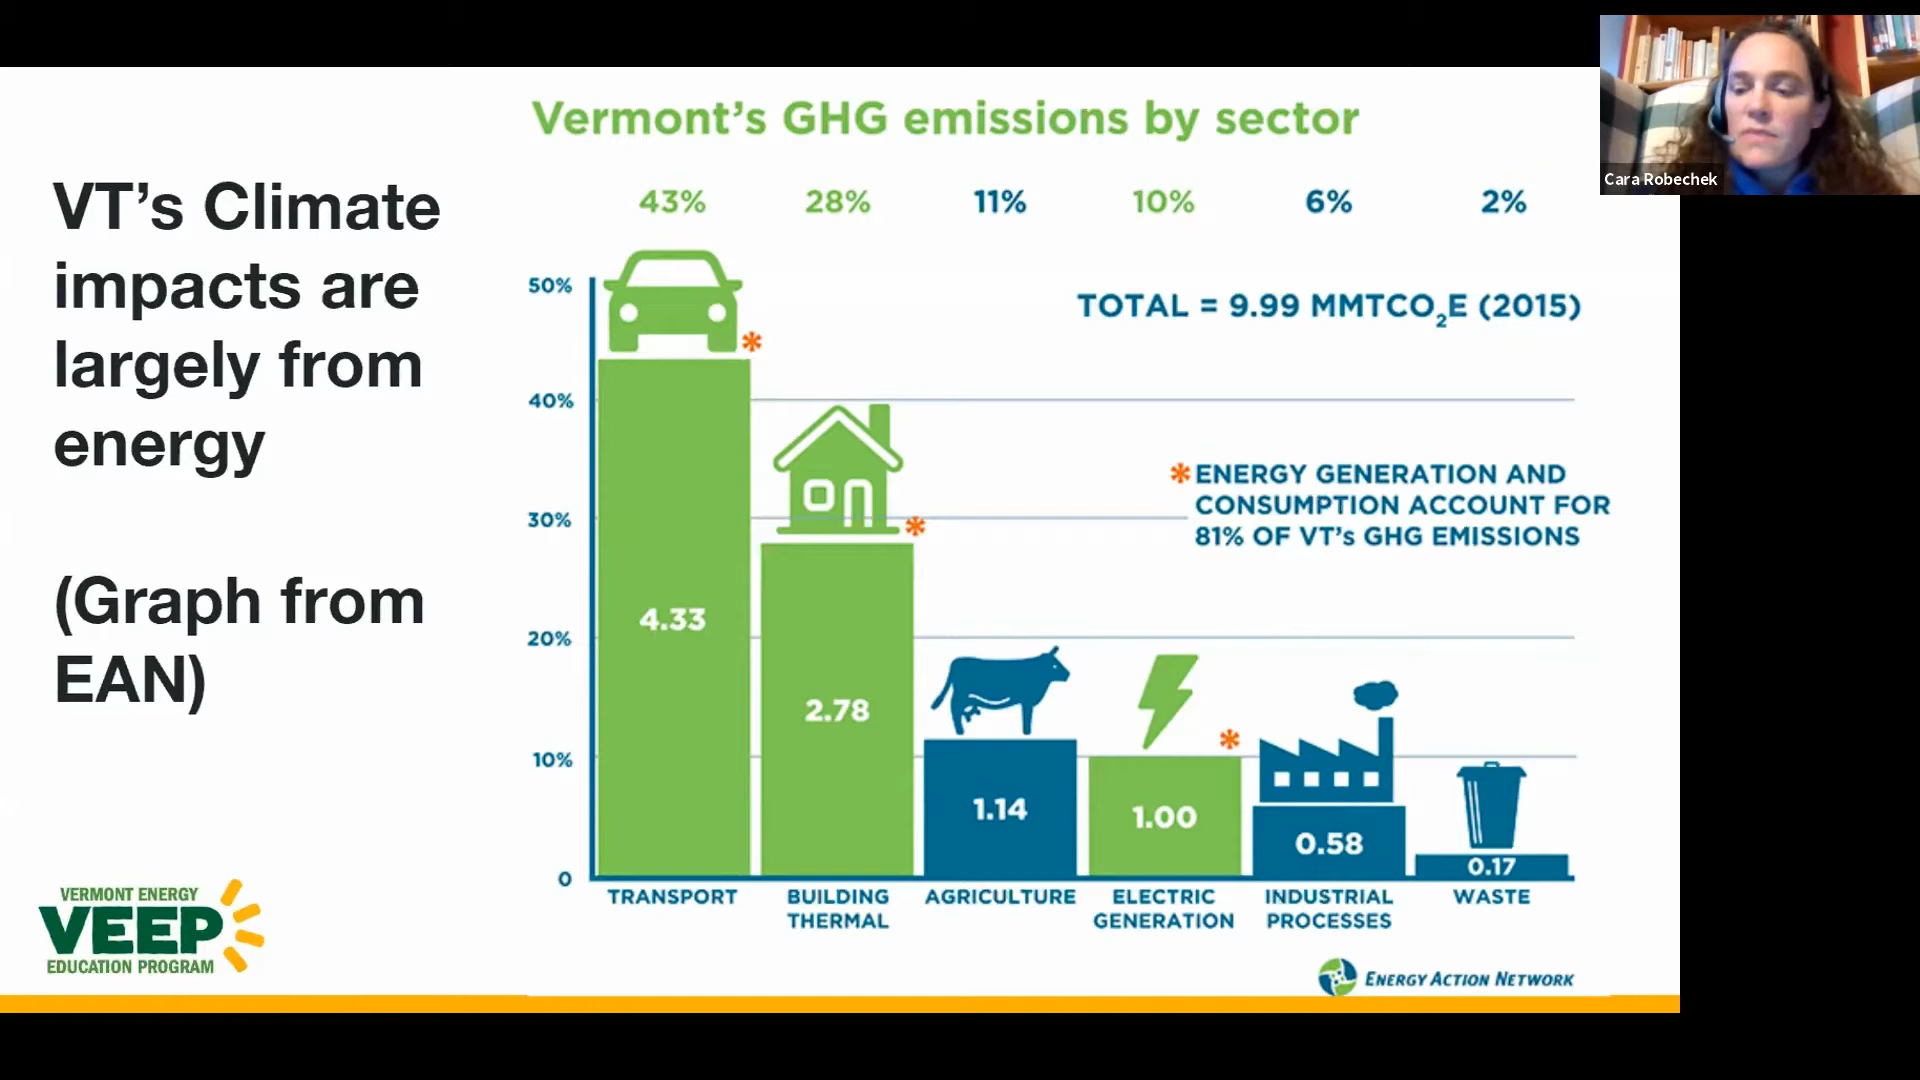 Cara Robechek
VT’s Climate
impacts are
largely from
energy
(Graph from
EAN)
Vermont’s GHG emissions by sector
43% 28% 11% 10% 6% 2%
TOTAL = 9.99 MMTCO₂E (2015)
50%
40%
30%
20%
10%
0
*ENERGY GENERATION AND
CONSUMPTION ACCOUNT FOR
81% OF VT’s GHG EMISSIONS
*
*
*
4.33
2.78
1.14
1.00
0.58
0.17
TRANSPORT
BUILDING
THERMAL
AGRICULTURE
ELECTRIC
GENERATION
INDUSTRIAL
PROCESSES
WASTE
VERMONT ENERGY
VEEP
EDUCATION PROGRAM
ENERGY ACTION NETWORK